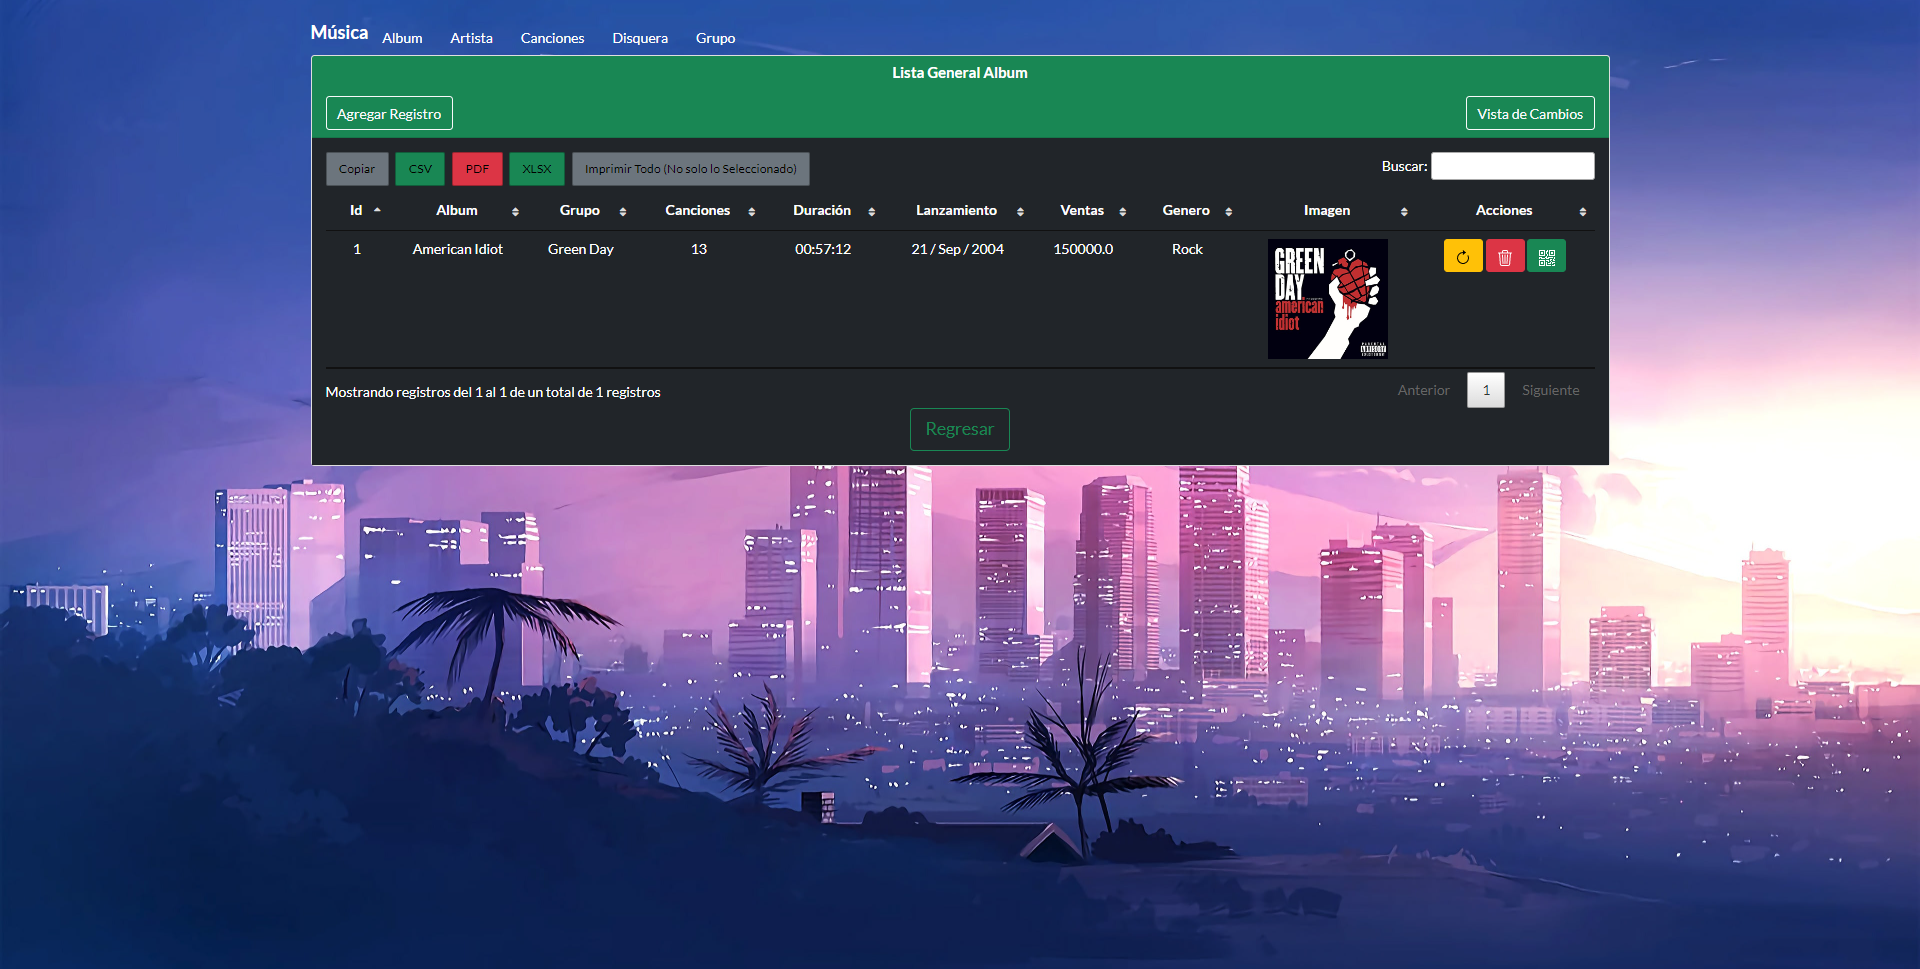 Música Album Artista Canciones Disquera Grupo
Lista General Album
Agregar Registro Vista de Cambios
Copiar CSV PDF XLSX Imprimir Todo (No solo lo Seleccionado) Buscar:
Id Album Grupo Canciones Duración Lanzamiento Ventas Genero Imagen Acciones
1 American Idiot Green Day 13 00:57:12 21 / Sep / 2004 150000.0 Rock
GREEN
DAY
american
idiot
Mostrando registros del 1 al 1 de un total de 1 registros Anterior 1 Siguiente
Regresar